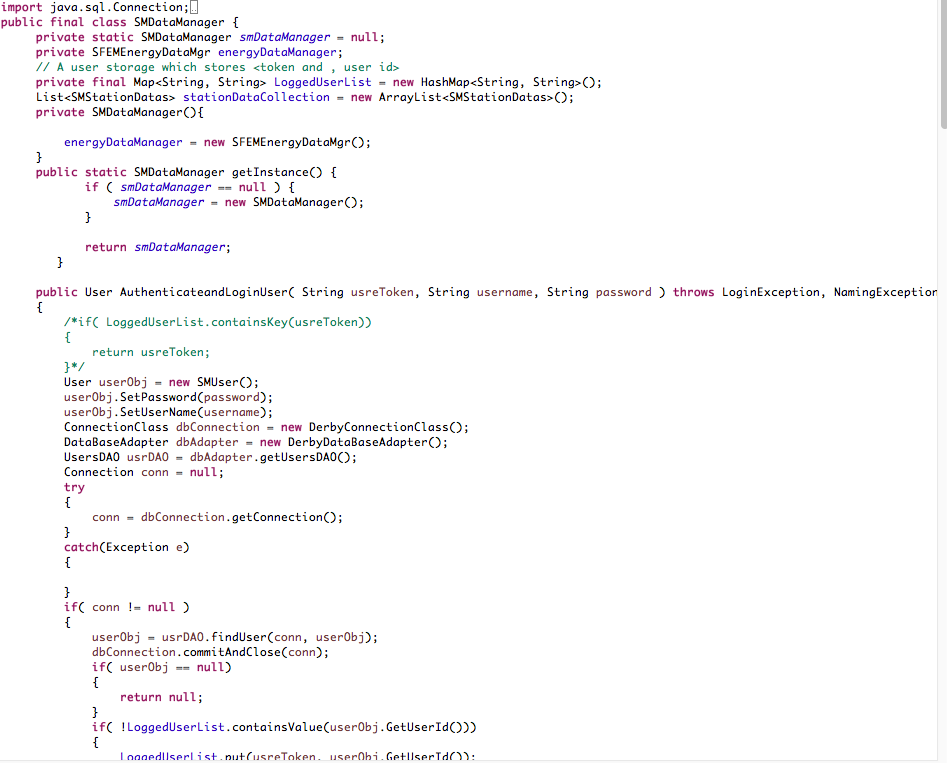 import java.sql.Connection;
public final class SMDataManager {
private static SMDataManager smDataManager = null;
private SFEMEnergyDataMgr energyDataManager;
// A user storage which stores <token and , user id>
private final Map<String, String> LoggedUserList = new HashMap<String, String>();
List<SMStationDatas> stationDataCollection = new ArrayList<SMStationDatas>();
private SMDataManager(){
energyDataManager = new SFEMEnergyDataMgr();
}
public static SMDataManager getInstance() {
if ( smDataManager == null ) {
smDataManager = new SMDataManager();
}
return smDataManager;
}
public User AuthenticateandLoginUser( String usreToken, String username, String password ) throws LoginException, NamingException
{
/*if( LoggedUserList.containsKey(usreToken))
{
return usreToken;
}*/
User userObj = new SMUser();
userObj.SetPassword(password);
userObj.SetUserName(username);
ConnectionClass dbConnection = new DerbyConnectionClass();
DataBaseAdapter dbAdapter = new DerbyDataBaseAdapter();
UsersDAO usrDAO = dbAdapter.getUsersDAO();
Connection conn = null;
try
{
conn = dbConnection.getConnection();
}
catch(Exception e)
{
}
if( conn != null )
{
userObj = usrDAO.findUser(conn, userObj);
dbConnection.commitAndClose(conn);
if( userObj == null)
{
return null;
}
if( !LoggedUserList.containsValue(userObj.GetUserId()))
{
LoggedUserList.put(usreToken, userObj.GetUserId());